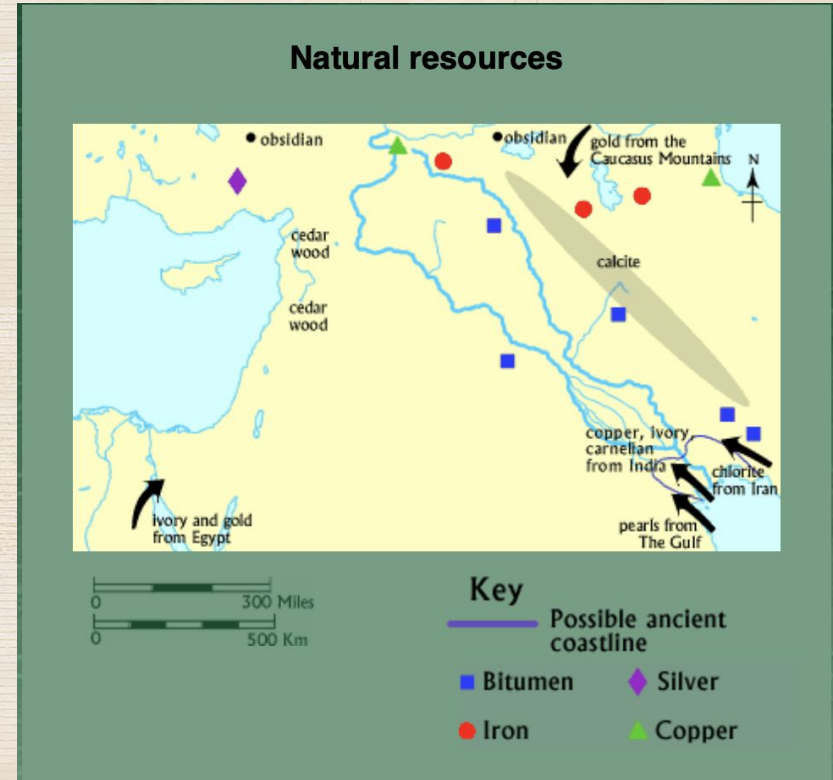 Natural resources
obsidian
obsidian
gold from the
Caucasus Mountains
N
cedar
wood
calcite
cedar
wood
copper, ivory,
carnelian
from India
chlorite
from Iran
ivory and gold
from Egypt
pearls from
The Gulf
0
300 Miles
0
500 Km
Key
Possible ancient
coastline
Bitumen
Silver
Iron
Copper